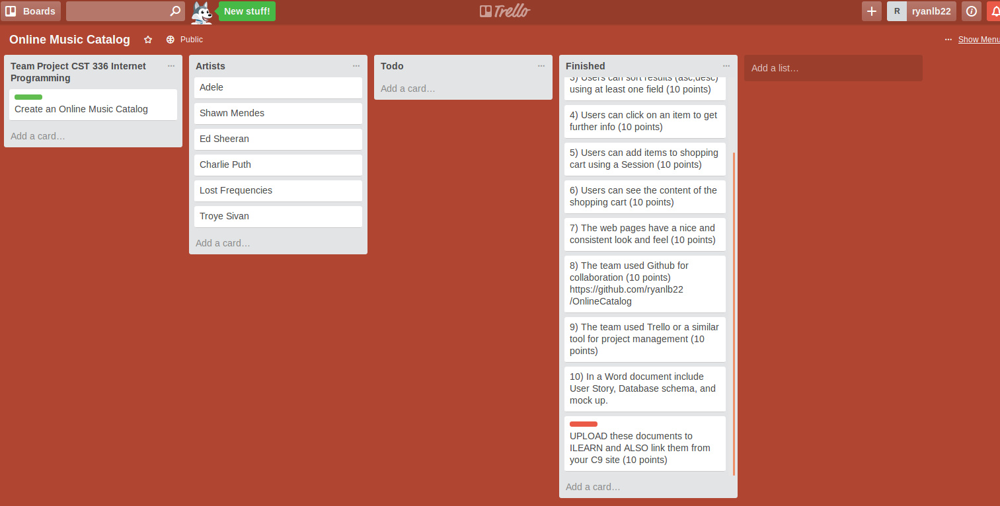 Boards
New stuff!
Trello
R
ryanlb22
Online Music Catalog
Public
Show Menu
Team Project CST 336 Internet
Programming
Create an Online Music Catalog
Add a card…
Artists
Adele
Shawn Mendes
Ed Sheeran
Charlie Puth
Lost Frequencies
Troye Sivan
Add a card…
Todo
Add a card…
Finished
3) Users can sort results (asc,desc)
using at least one field (10 points)
4) Users can click on an item to get
further info (10 points)
5) Users can add items to shopping
cart using a Session (10 points)
6) Users can see the content of the
shopping cart (10 points)
7) The web pages have a nice and
consistent look and feel (10 points)
8) The team used Github for
collaboration (10 points)
https://github.com/ryanlb22
/OnlineCatalog
9) The team used Trello or a similar
tool for project management (10
points)
10) In a Word document include
User Story, Database schema, and
mock up.
UPLOAD these documents to
ILEARN and ALSO link them from
your C9 site (10 points)
Add a card…
Add a list…